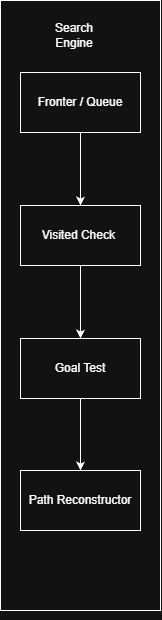 Search
Engine
Fronter / Queue
Visited Check
Goal Test
Path Reconstructor